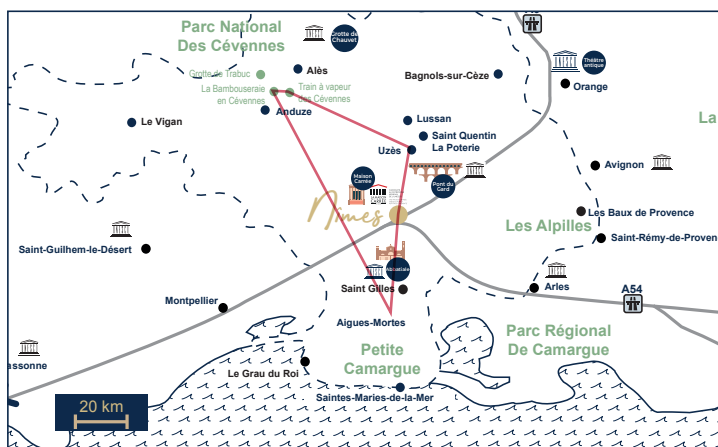 Parc National
Des Cévennes
Grotte de
Chauvet
Théâtre
antique
Grotte de Trabuc
Alès
Bagnols-sur-Cèze
Orange
La Bambouseraie
en Cévennes
Train à vapeur
des Cévennes
Anduze
Le Vigan
Lussan
La
Saint Quentin
La Poterie
Uzès
Avignon
Maison
Carrée
Pont du
Gard
Nîmes
Les Baux de Provence
Les Alpilles
Saint-Rémy-de-Proven
Saint-Guilhem-le-Désert
Abbatiale
Saint Gilles
Arles
A54
Montpellier
Aigues-Mortes
Parc Régional
De Camargue
Petite
Camargue
assonne
Le Grau du Roi
Saintes-Maries-de-la-Mer
20 km